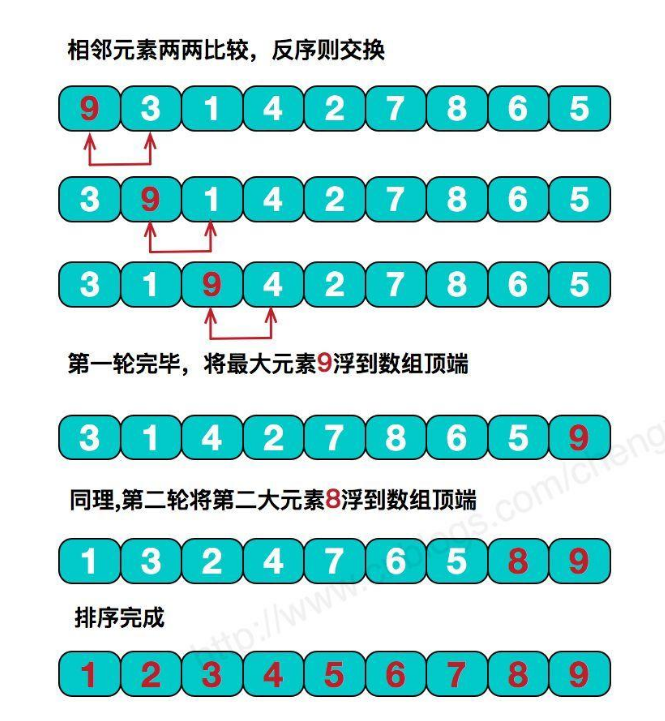 相邻元素两两比较，反序则交换
9 3 1 4 2 7 8 6 5
3 9 1 4 2 7 8 6 5
3 1 9 4 2 7 8 6 5
第一轮完毕，将最大元素9浮到数组顶端
3 1 4 2 7 8 6 5 9
同理,第二轮将第二大元素8浮到数组顶端
1 3 2 4 7 6 5 8 9
排序完成
1 2 3 4 5 6 7 8 9